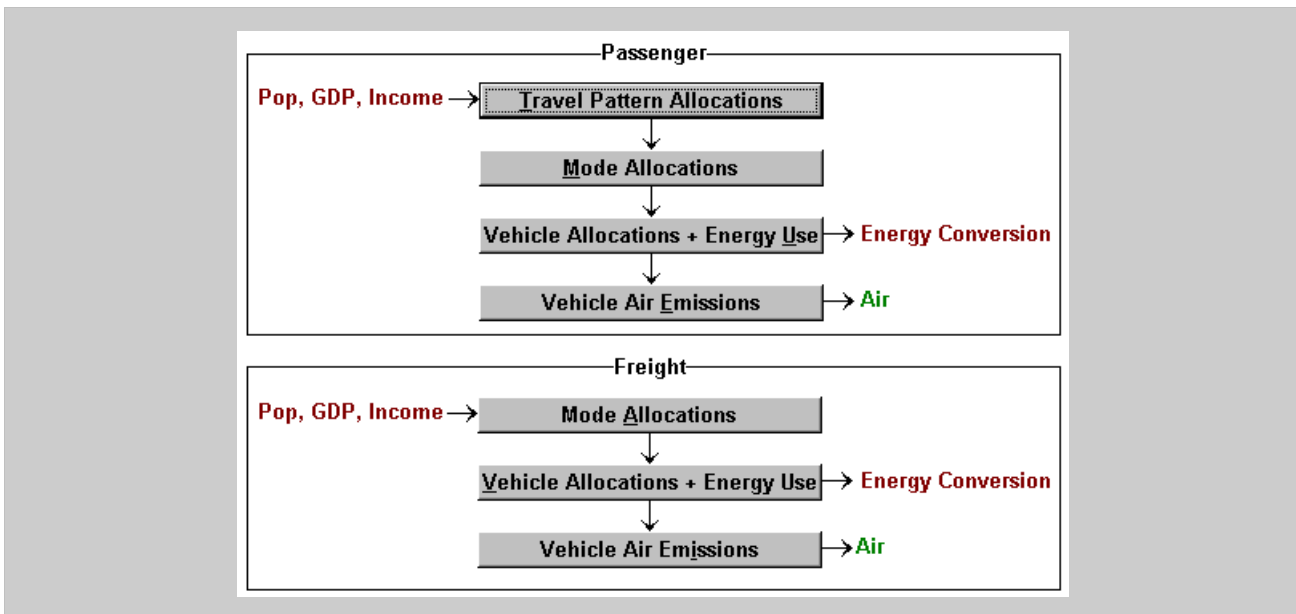 Passenger
Pop, GDP, Income
Travel Pattern Allocations
Mode Allocations
Vehicle Allocations + Energy Use
Energy Conversion
Vehicle Air Emissions
Air
Freight
Pop, GDP, Income
Mode Allocations
Vehicle Allocations + Energy Use
Energy Conversion
Vehicle Air Emissions
Air